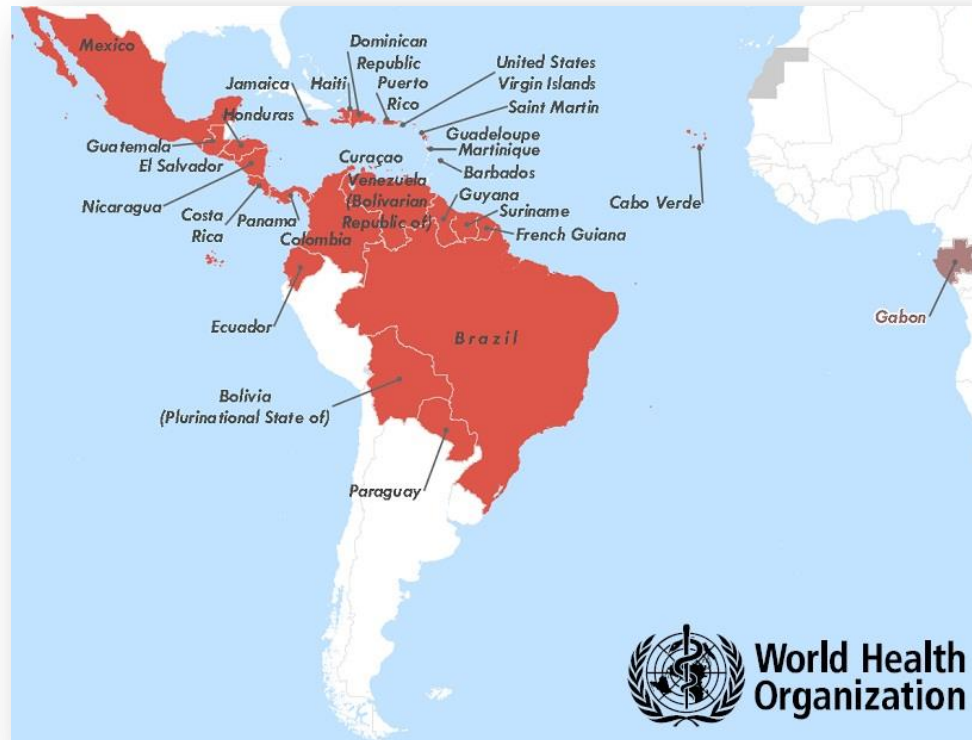 Mexico
Dominican
Republic
Puerto
Rico
United States
Virgin Islands
Saint Martin
Jamaica
Haiti
Honduras
Guadeloupe
Guatemala
Martinique
El Salvador
Curaçao
Barbados
Venezuela
(Bolivarian
Republic of)
Guyana
Nicaragua
Suriname
Cabo Verde
Costa
Rica
Panama
French Guiana
Colombia
Gabon
Ecuador
Brazil
Bolivia
(Plurinational State of)
Paraguay
World Health
Organization